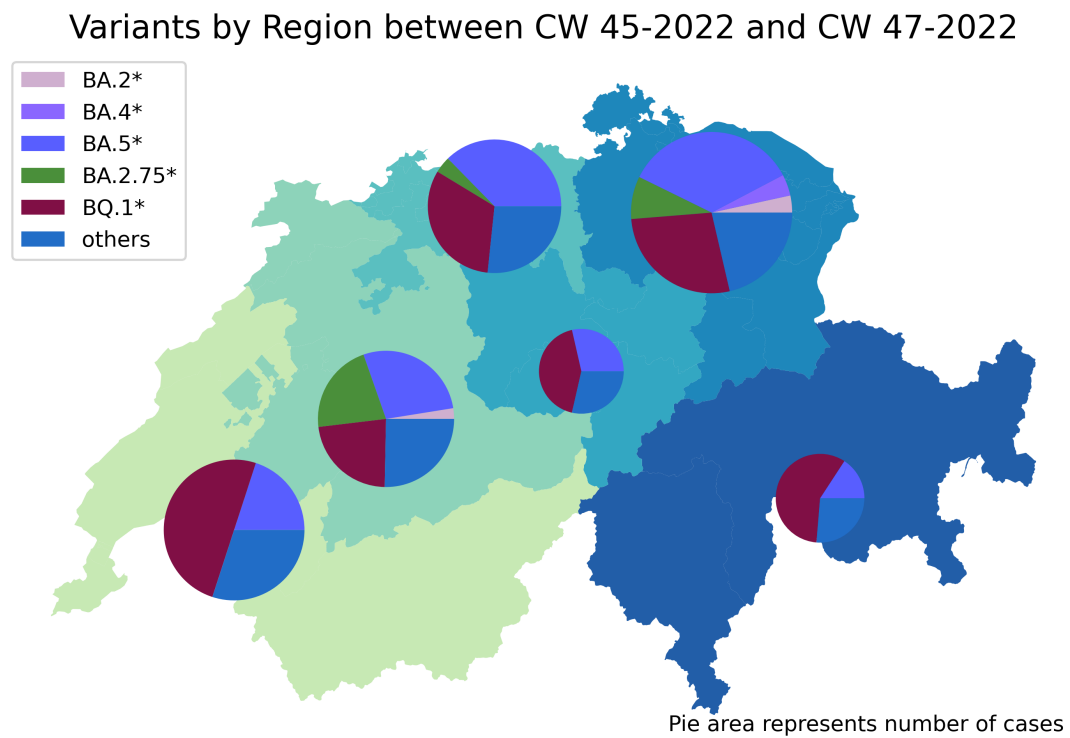 Variants by Region between CW 45-2022 and CW 47-2022
BA.2*
BA.4*
BA.5*
BA.2.75*
BQ.1*
others
Pie area represents number of cases